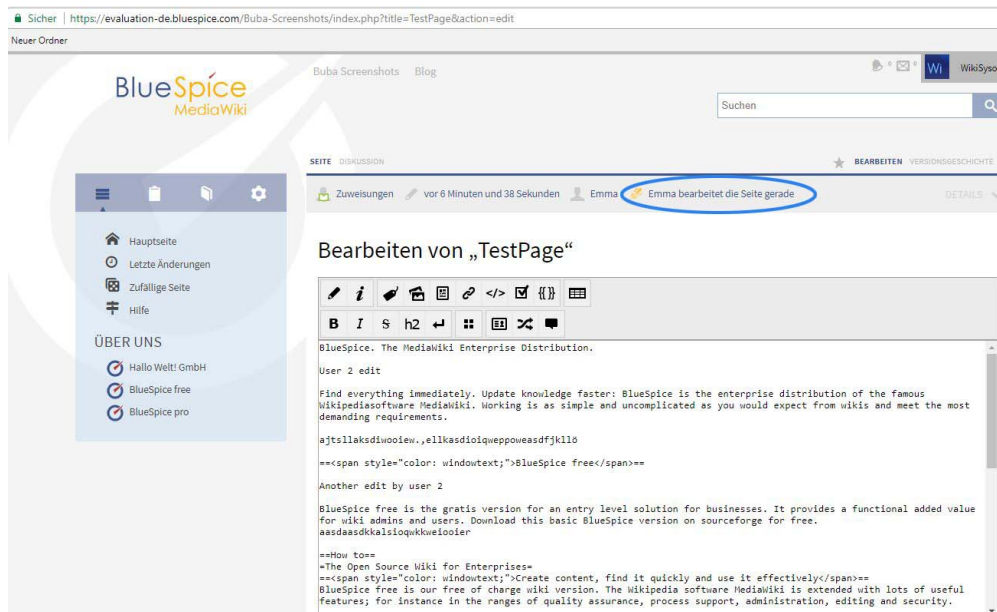 Sicher | https://evaluation-de.bluespice.com/Buba-Screenshots/index.php?title=TestPage&action=edit
Neuer Ordner
BlueSpice
MediaWiki
Buba Screenshots Blog
Wi WikiSyso
Suchen
SEITE DISKUSSION
BEARBEITEN VERSIONSGESCHICHTE
Zuweisungen vor 6 Minuten und 38 Sekunden Emma Emma bearbeitet die Seite gerade DETAILS
Hauptseite
Letzte Änderungen
Zufällige Seite
Hilfe
ÜBER UNS
Hallo Welt! GmbH
BlueSpice free
BlueSpice pro
Bearbeiten von „TestPage“
i </> {{}}
B I S h2
BlueSpice. The MediaWiki Enterprise Distribution.
User 2 edit
Find everything immediately. Update knowledge faster: BlueSpice is the enterprise distribution of the famous
Wikipediasoftware MediaWiki. Working is as simple and uncomplicated as you would expect from wikis and meet the most
demanding requirements.
ajtsllaksdiwooiew.,ellkasdioiqweppoweasdfjkllö
==<span style="color: windowtext;">BlueSpice free</span>==
Another edit by user 2
BlueSpice free is the gratis version for an entry level solution for businesses. It provides a functional added value
for wiki admins and users. Download this basic BlueSpice version on sourceforge for free.
aasdaasdkkalsioqwkkweiooier
==How to==
=The Open Source Wiki for Enterprises=
==<span style="color: windowtext;">Create content, find it quickly and use it effectively</span>==
BlueSpice free is our free of charge wiki version. The Wikipedia software MediaWiki is extended with lots of useful
features; for instance in the ranges of quality assurance, process support, administration, editing and security.